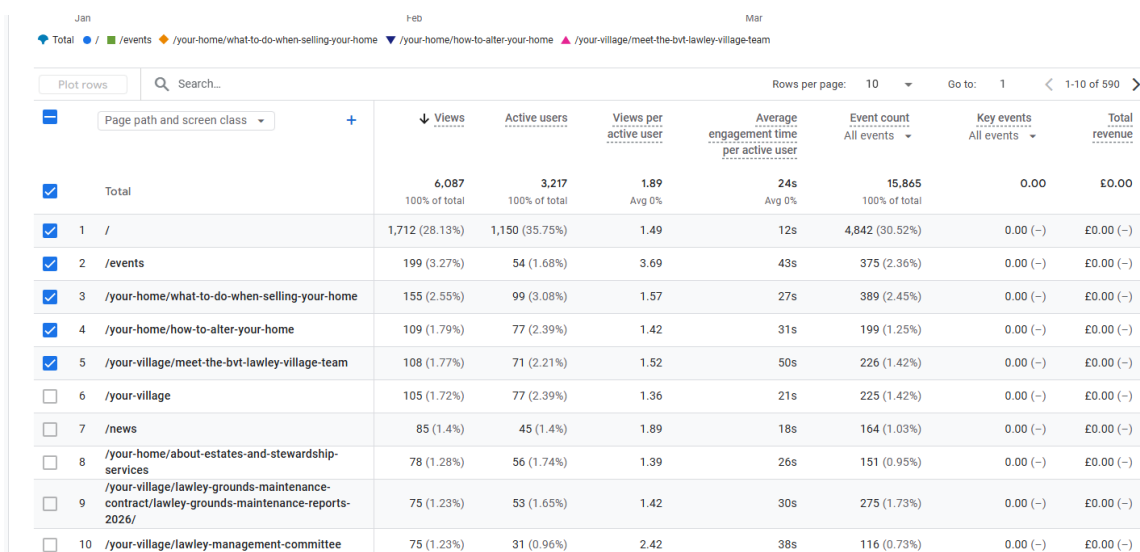 Jan Feb Mar
Total / /events /your-home/what-to-do-when-selling-your-home /your-home/how-to-alter-your-home /your-village/meet-the-bvt-lawley-village-team
Plot rows Search... Rows per page: 10 Go to: 1 1-10 of 590
Page path and screen class + Views Active users Views per active user Average engagement time per active user Event count All events Key events All events Total revenue
Total 6,087 3,217 1.89 24s 15,865 0.00 £0.00
100% of total 100% of total Avg 0% Avg 0% 100% of total
1 / 1,712 (28.13%) 1,150 (35.75%) 1.49 12s 4,842 (30.52%) 0.00 (–) £0.00 (–)
2 /events 199 (3.27%) 54 (1.68%) 3.69 43s 375 (2.36%) 0.00 (–) £0.00 (–)
3 /your-home/what-to-do-when-selling-your-home 155 (2.55%) 99 (3.08%) 1.57 27s 389 (2.45%) 0.00 (–) £0.00 (–)
4 /your-home/how-to-alter-your-home 109 (1.79%) 77 (2.39%) 1.42 31s 199 (1.25%) 0.00 (–) £0.00 (–)
5 /your-village/meet-the-bvt-lawley-village-team 108 (1.77%) 71 (2.21%) 1.52 50s 226 (1.42%) 0.00 (–) £0.00 (–)
6 /your-village 105 (1.72%) 77 (2.39%) 1.36 21s 225 (1.42%) 0.00 (–) £0.00 (–)
7 /news 85 (1.4%) 45 (1.4%) 1.89 18s 164 (1.03%) 0.00 (–) £0.00 (–)
8 /your-home/about-estates-and-stewardship-
services 78 (1.28%) 56 (1.74%) 1.39 26s 151 (0.95%) 0.00 (–) £0.00 (–)
/your-village/lawley-grounds-maintenance-
9 contract/lawley-grounds-maintenance-reports- 75 (1.23%) 53 (1.65%) 1.42 30s 275 (1.73%) 0.00 (–) £0.00 (–)
2026/
10 /your-village/lawley-management-committee 75 (1.23%) 31 (0.96%) 2.42 38s 116 (0.73%) 0.00 (–) £0.00 (–)